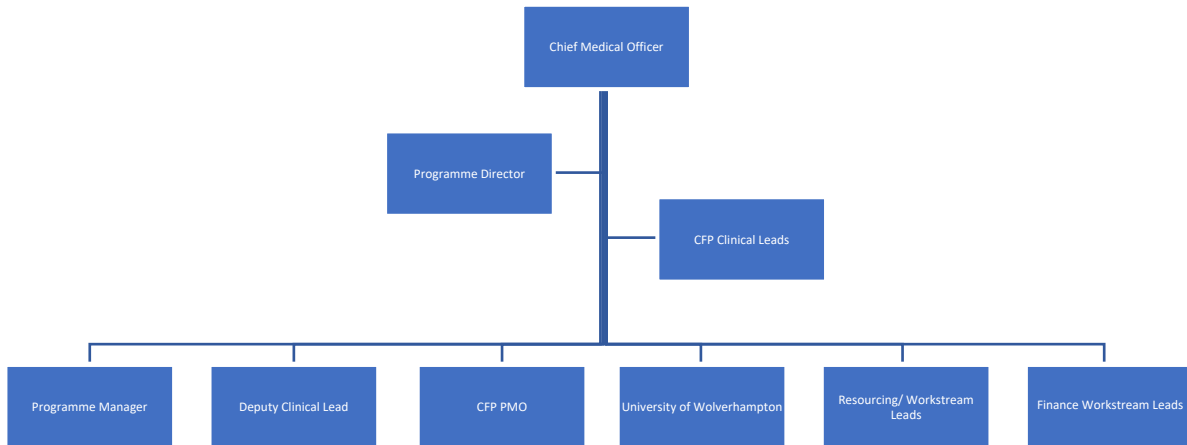 Chief Medical Officer
Programme Director
CFP Clinical Leads
Programme Manager
Deputy Clinical Lead
CFP PMO
University of Wolverhampton
Resourcing/ Workstream
Leads
Finance Workstream Leads